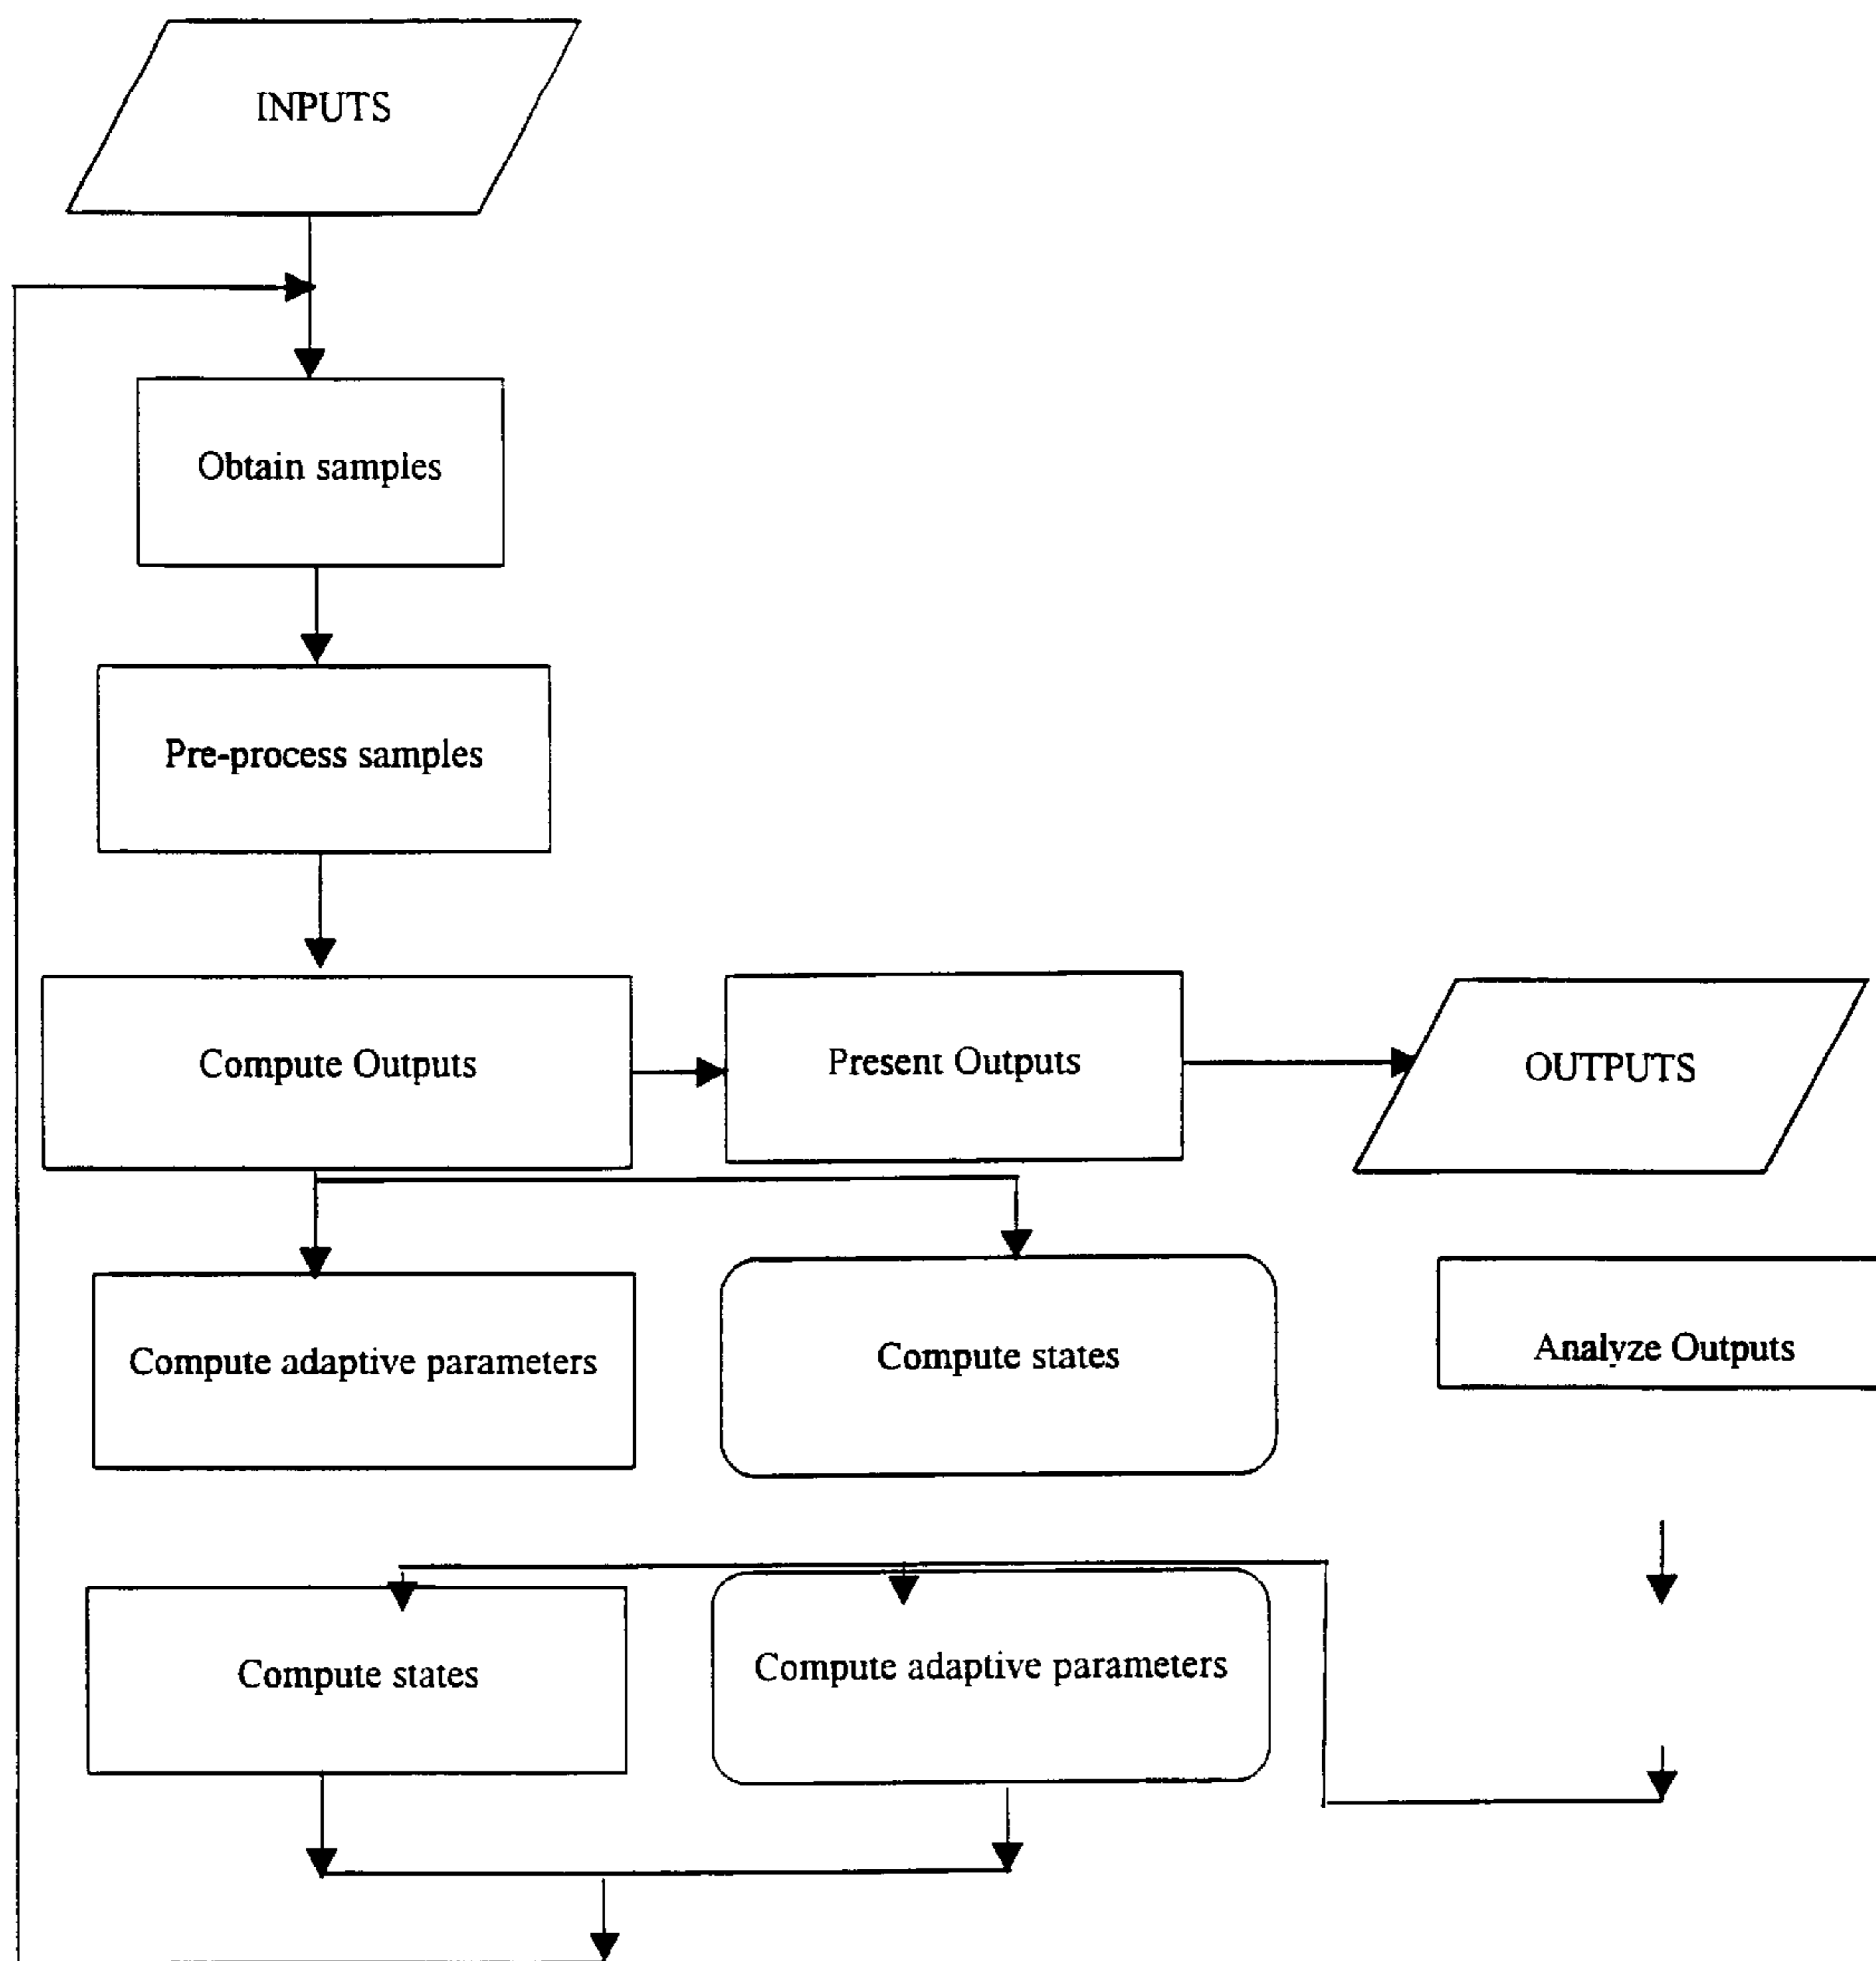 INPUTS
Obtain samples
Pre-process samples
Compute Outputs
Present Outputs
OUTPUTS
Compute adaptive parameters
Compute states
Analyze Outputs
Compute states
Compute adaptive parameters